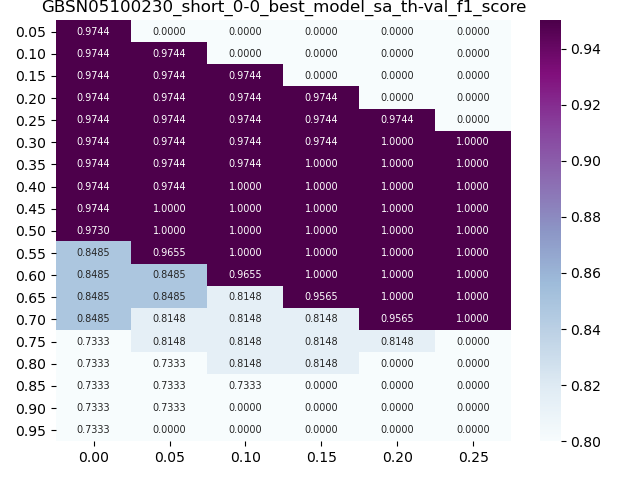 GBSN05100230_short_0-0_best_model_sa_th-val_f1_score
0.05 0.9744 0.0000 0.0000 0.0000 0.0000 0.0000
0.10 0.9744 0.9744 0.0000 0.0000 0.0000 0.0000
0.15 0.9744 0.9744 0.9744 0.0000 0.0000 0.0000
0.20 0.9744 0.9744 0.9744 0.9744 0.0000 0.0000
0.25 0.9744 0.9744 0.9744 0.9744 0.9744 0.0000
0.30 0.9744 0.9744 0.9744 0.9744 1.0000 1.0000
0.35 0.9744 0.9744 0.9744 1.0000 1.0000 1.0000
0.40 0.9744 0.9744 1.0000 1.0000 1.0000 1.0000
0.45 0.9744 1.0000 1.0000 1.0000 1.0000 1.0000
0.50 0.9730 1.0000 1.0000 1.0000 1.0000 1.0000
0.55 0.8485 0.9655 1.0000 1.0000 1.0000 1.0000
0.60 0.8485 0.8485 0.9655 1.0000 1.0000 1.0000
0.65 0.8485 0.8485 0.8148 0.9565 1.0000 1.0000
0.70 0.8485 0.8148 0.8148 0.8148 0.9565 1.0000
0.75 0.7333 0.8148 0.8148 0.8148 0.8148 0.0000
0.80 0.7333 0.7333 0.8148 0.8148 0.0000 0.0000
0.85 0.7333 0.7333 0.7333 0.0000 0.0000 0.0000
0.90 0.7333 0.7333 0.0000 0.0000 0.0000 0.0000
0.95 0.7333 0.0000 0.0000 0.0000 0.0000 0.0000
0.00 0.05 0.10 0.15 0.20 0.25
0.94
0.92
0.90
0.88
0.86
0.84
0.82
0.80